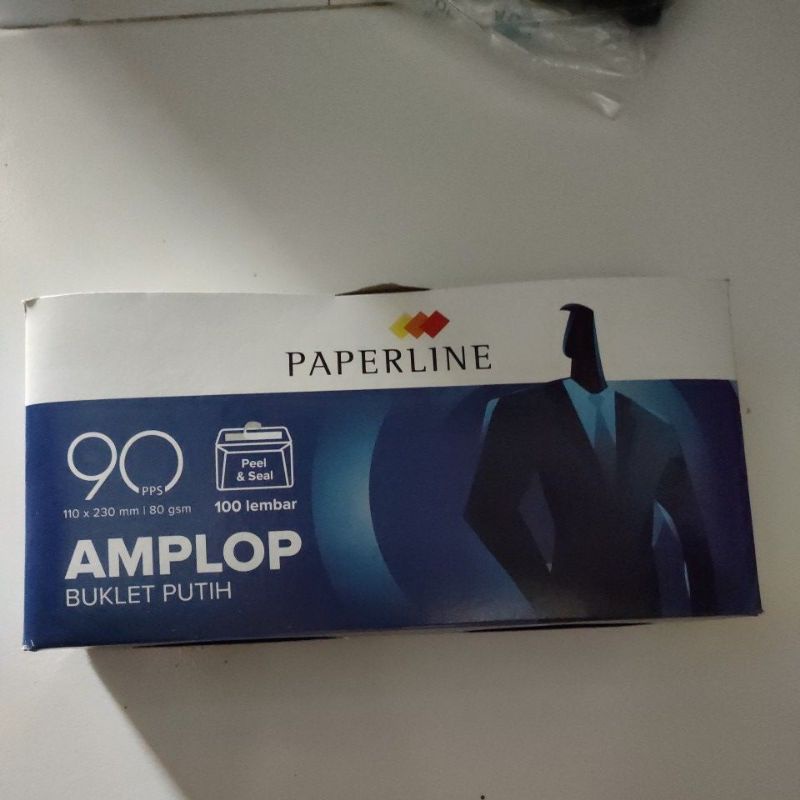 PAPERLINE
90
PPS
110 x 230 mm | 80 gsm
Peel
& Seal
100 lembar
AMPLOP
BUKLET PUTIH